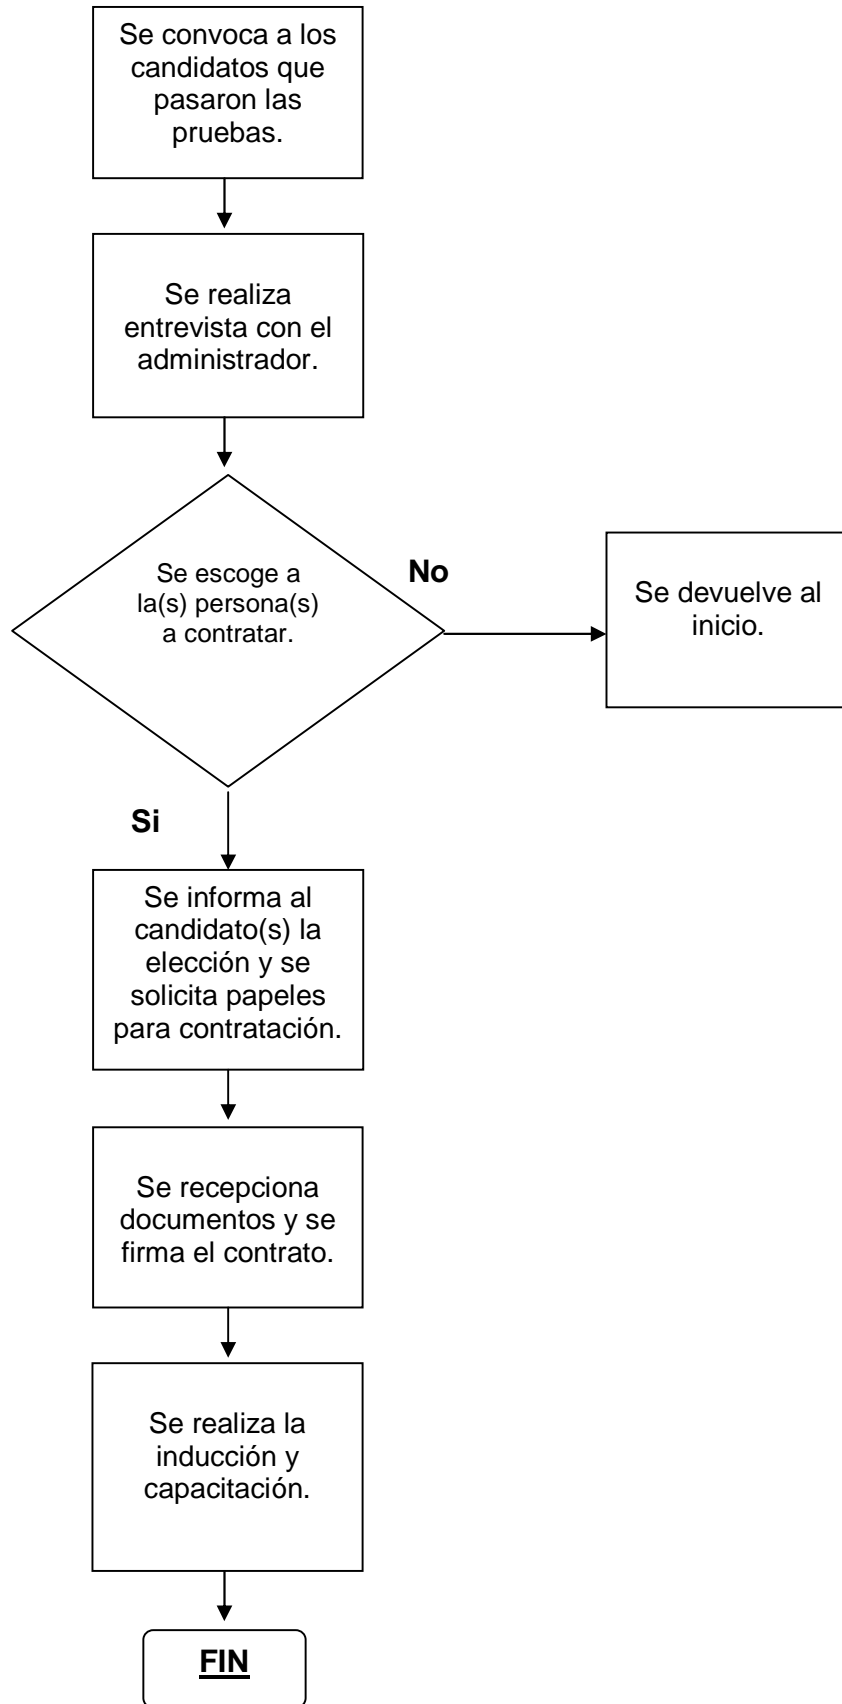 Se convoca a los
candidatos que
pasaron las
pruebas.
Se realiza
entrevista con el
administrador.
Se escoge a
la(s) persona(s)
a contratar.
No
Se devuelve al
inicio.
Si
Se informa al
candidato(s) la
elección y se
solicita papeles
para contratación.
Se recepciona
documentos y se
firma el contrato.
Se realiza la
inducción y
capacitación.
FIN